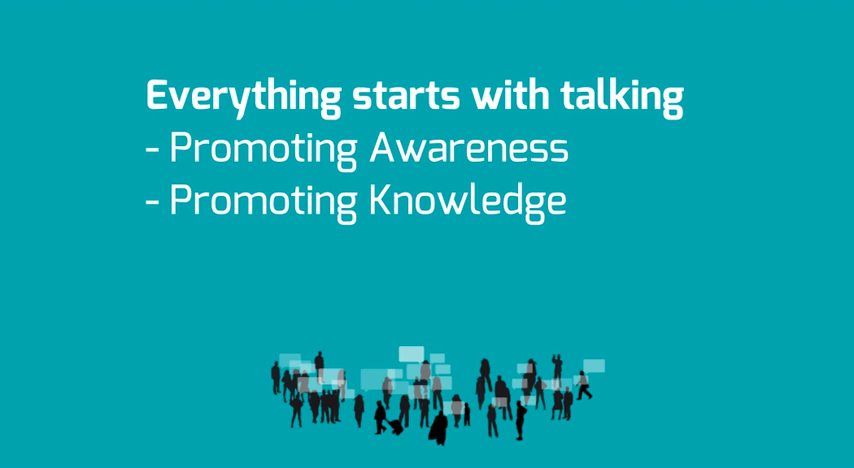 Everything starts with talking
- Promoting Awareness
- Promoting Knowledge